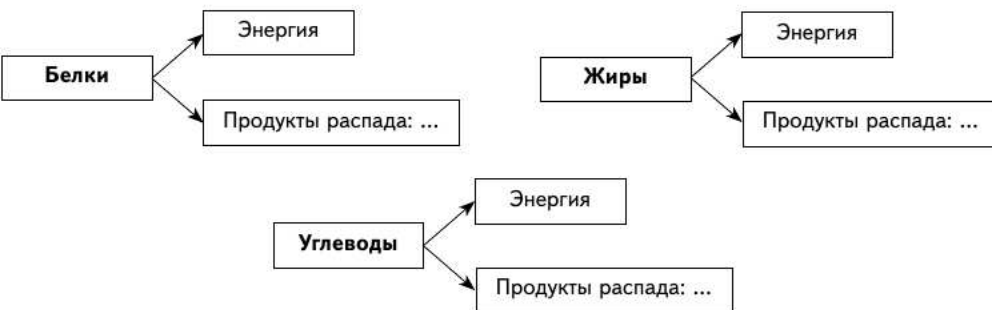 Энергия
Белки
Продукты распада: ...
Энергия
Жиры
Продукты распада: ...
Энергия
Углеводы
Продукты распада: ...